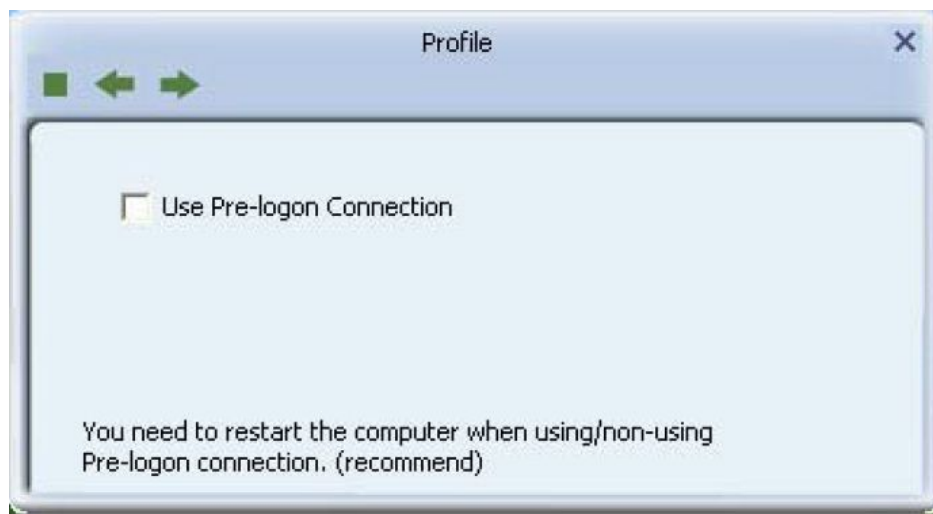 Profile
Use Pre-logon Connection
You need to restart the computer when using/non-using
Pre-logon connection. (recommend)